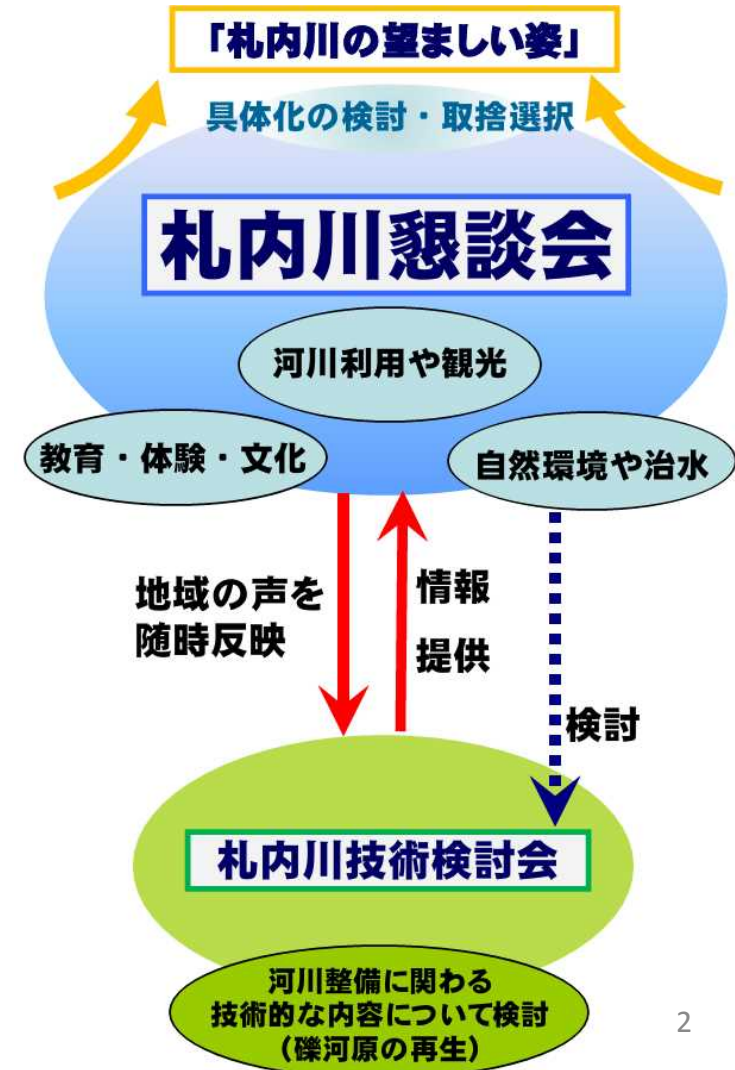 「札内川の望ましい姿」
具体化の検討・取捨選択
札内川懇談会
河川利用や観光
教育・体験・文化
自然環境や治水
地域の声を
随時反映
情報
提供
検討
札内川技術検討会
河川整備に関わる
技術的な内容について検討
（礫河原の再生）
2